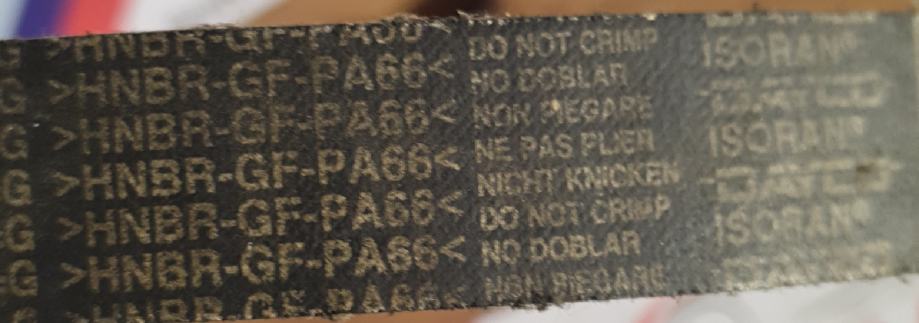 G >HNBR-GF-PA66< DO NOT CRIMP ISORAN®
G >HNBR-GF-PA66< NO DOBLAR DAYCO
G >HNBR-GF-PA66< NON PIEGARE ISORAN®
G >HNBR-GF-PA66< NE PAS PLIER DAYCO
G >HNBR-GF-PA66< NICHT KNICKEN ISORAN®
G >HNBR-GF-PA66< DO NOT CRIMP
NO DOBLAR
>HNBR-GF-PA66< NON PIEGARE